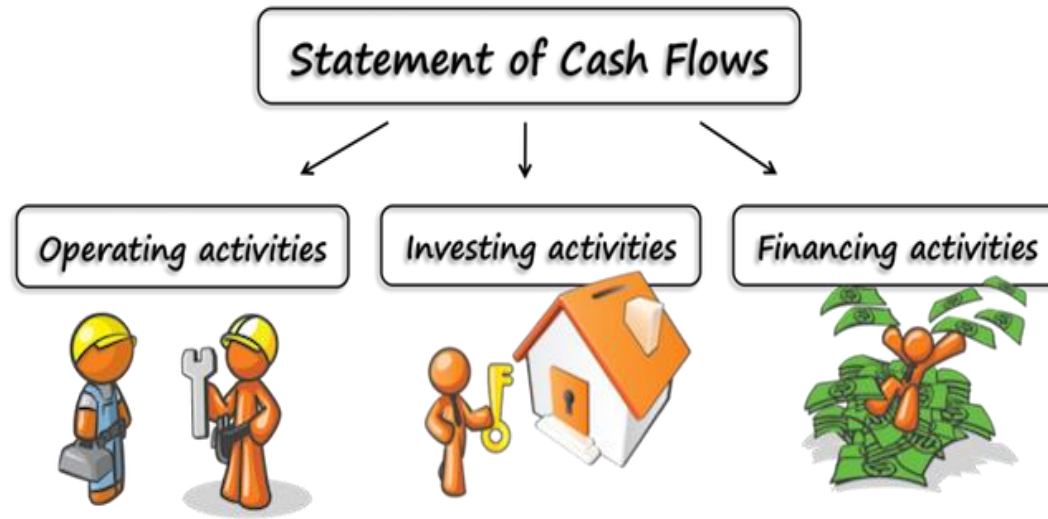 Statement of Cash Flows
Operating activities
Investing activities
Financing activities